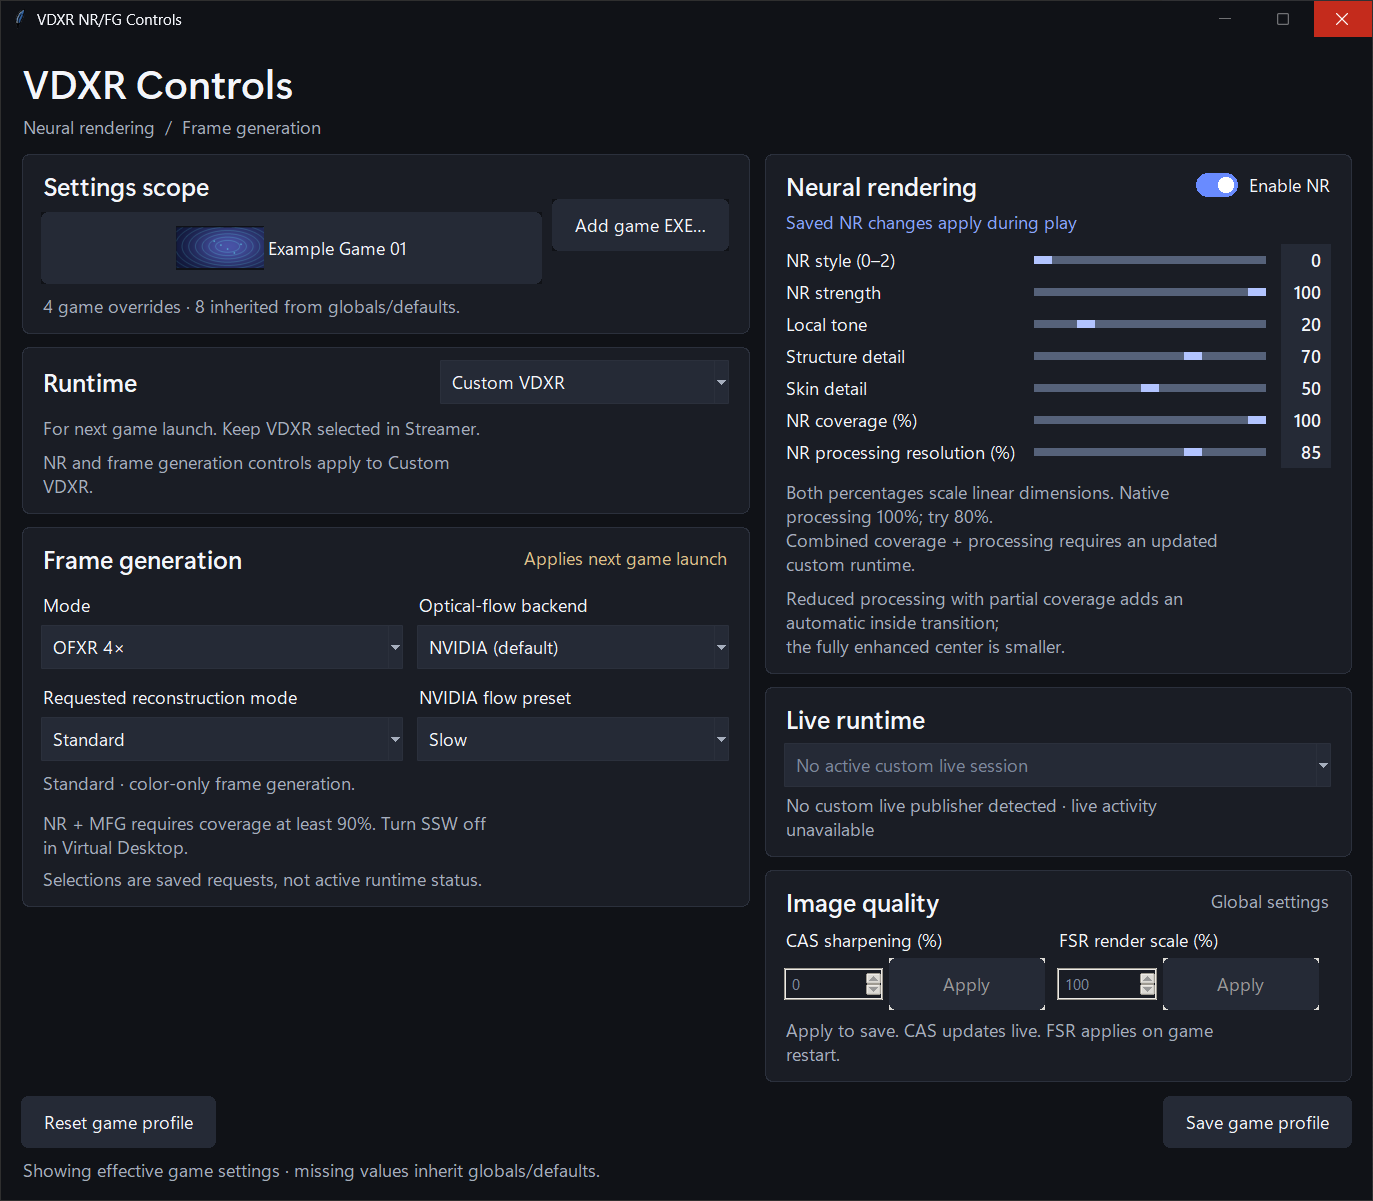 VDXR NR/FG Controls
VDXR Controls
Neural rendering / Frame generation
Settings scope
Example Game 01
Add game EXE...
4 game overrides · 8 inherited from globals/defaults.
Runtime
Custom VDXR
For next game launch. Keep VDXR selected in Streamer.
NR and frame generation controls apply to Custom
VDXR.
Frame generation
Applies next game launch
Mode
Optical-flow backend
OFXR 4×
NVIDIA (default)
Requested reconstruction mode
NVIDIA flow preset
Standard
Slow
Standard · color-only frame generation.
NR + MFG requires coverage at least 90%. Turn SSW off
in Virtual Desktop.
Selections are saved requests, not active runtime status.
Neural rendering
Enable NR
Saved NR changes apply during play
NR style (0–2) 0
NR strength 100
Local tone 20
Structure detail 70
Skin detail 50
NR coverage (%) 100
NR processing resolution (%) 85
Both percentages scale linear dimensions. Native
processing 100%; try 80%.
Combined coverage + processing requires an updated
custom runtime.
Reduced processing with partial coverage adds an
automatic inside transition;
the fully enhanced center is smaller.
Live runtime
No active custom live session
No custom live publisher detected · live activity
unavailable
Image quality
Global settings
CAS sharpening (%)
FSR render scale (%)
0
Apply
100
Apply
Apply to save. CAS updates live. FSR applies on game
restart.
Reset game profile
Save game profile
Showing effective game settings · missing values inherit globals/defaults.